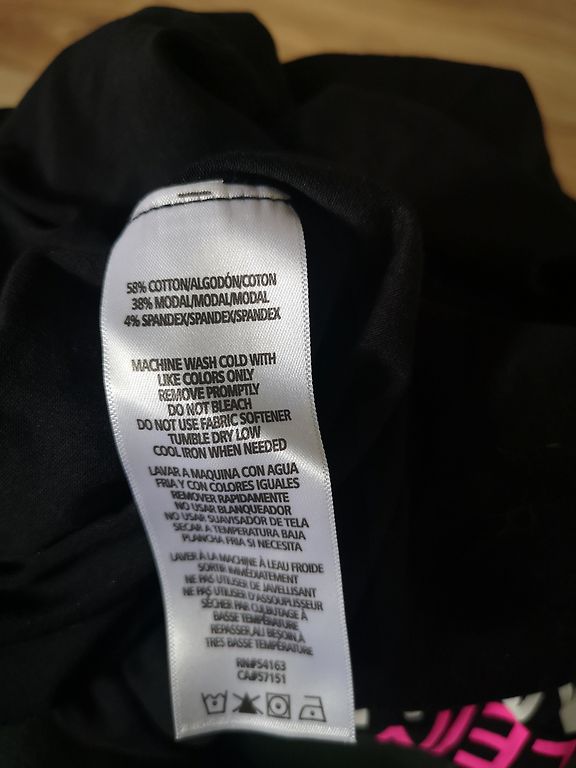 58% COTTON/ALGODÓN/COTON
38% MODAL/MODAL/MODAL
4% SPANDEX/SPANDEX/SPANDEX
MACHINE WASH COLD WITH
LIKE COLORS ONLY
REMOVE PROMPTLY
DO NOT BLEACH
DO NOT USE FABRIC SOFTENER
TUMBLE DRY LOW
COOL IRON WHEN NEEDED
LAVAR A MAQUINA CON AGUA
FRIA Y CON COLORES IGUALES
REMOVER RAPIDAMENTE
NO USAR BLANQUEADOR
NO USAR SUAVISADOR DE TELA
SECAR A TEMPERATURA BAJA
PLANCHA FRIA SI NECESITA
LAVER À LA MACHINE À LEAU FROIDE
SORTIR IMMÉDIATEMENT
NE PAS UTILISER DE JAVELLISANT
NE PAS UTILISER D'ASSOUPLISSEUR
SÉCHER PAR CULBUTAGE À
BASSE TEMPÉRATURE
REPASSER,AU BESOIN,À
TRES BASSE TEMPÉRATURE
RN#54163
CA#57151